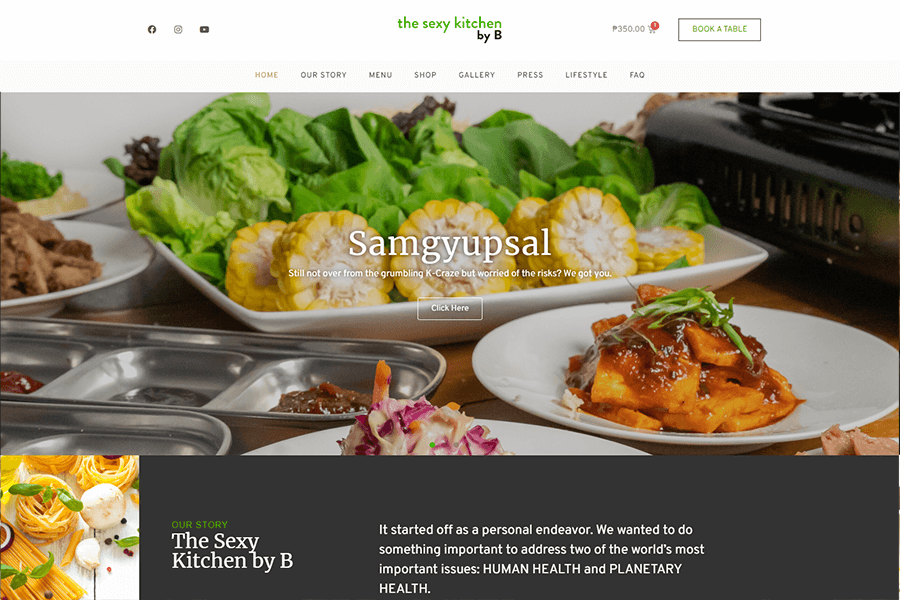 the sexy kitchen
by B
₱350.00
1
BOOK A TABLE
HOME OUR STORY MENU SHOP GALLERY PRESS LIFESTYLE FAQ
Samgyupsal
Still not over from the grumbling K-Craze but worried of the risks? We got you.
Click Here
OUR STORY
The Sexy
Kitchen by B
It started off as a personal endeavor. We wanted to do
something important to address two of the world's most
important issues: HUMAN HEALTH and PLANETARY
HEALTH.